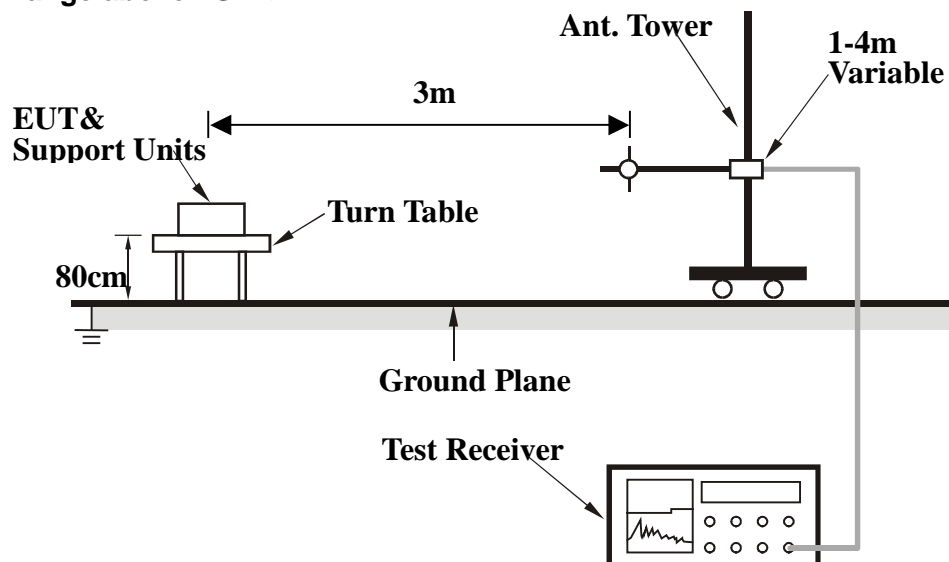 Ant. Tower
1-4m
Variable
3m
EUT&
Support Units
Turn Table
80cm
Ground Plane
Test Receiver